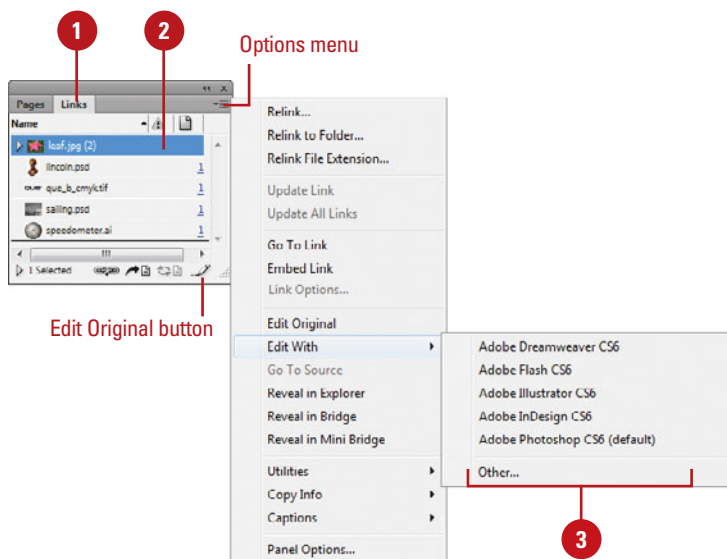 1
2
Options menu
Pages Links
Name
leaf.jpg (2)
lincoln.psd 1
que_b_cmyk.tif 1
sailing.psd 1
speedometer.ai 1
1 Selected
Edit Original button
Relink...
Relink to Folder...
Relink File Extension...
Update Link
Update All Links
Go To Link
Embed Link
Link Options...
Edit Original
Edit With
Go To Source
Reveal in Explorer
Reveal in Bridge
Reveal in Mini Bridge
Utilities
Copy Info
Captions
Panel Options...
Adobe Dreamweaver CS6
Adobe Flash CS6
Adobe Illustrator CS6
Adobe InDesign CS6
Adobe Photoshop CS6 (default)
Other...
3